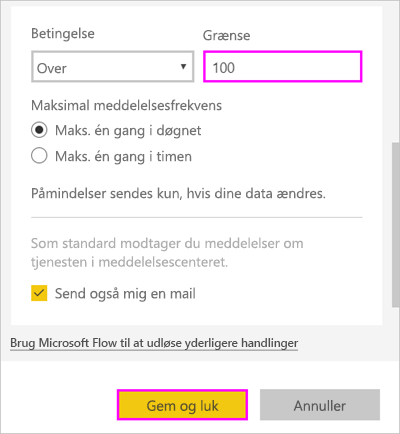 Betingelse Grænse
Over 100
Maksimal meddelelsesfrekvens
Maks. én gang i døgnet
Maks. én gang i timen
Påmindelser sendes kun, hvis dine data ændres.
Som standard modtager du meddelelser om
tjenesten i meddelelsescenteret.
Send også mig en mail
Brug Microsoft Flow til at udløse yderligere handlinger
Gem og luk Annuller